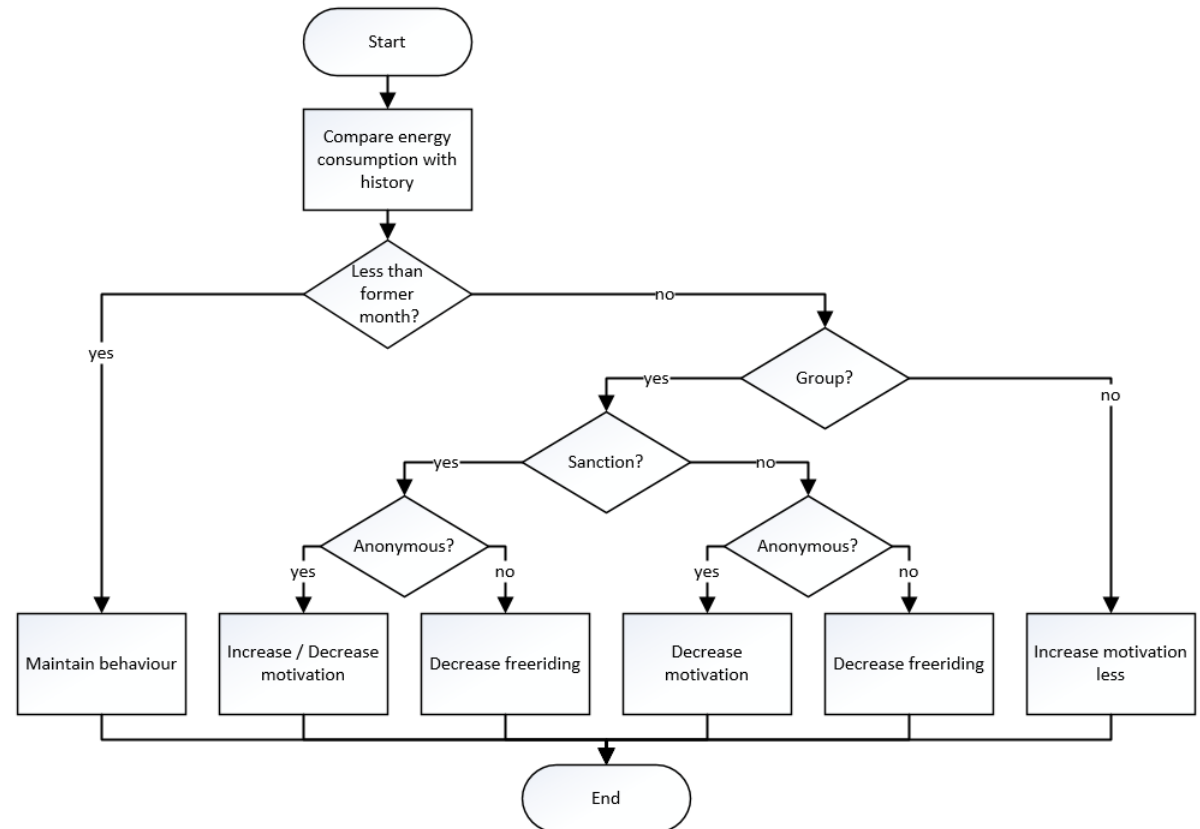 Start
Compare energy
consumption with
history
Less than
former
month?
no
yes
Group?
yes
no
Sanction?
yes
no
Anonymous?
Anonymous?
yes
no
yes
no
Maintain behaviour
Increase / Decrease
motivation
Decrease freeriding
Decrease
motivation
Decrease freeriding
Increase motivation
less
End